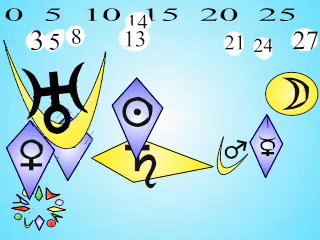 0 5 10 15 20 25
14
3 5 8 13 21 24 27
♅ ☉ ☽
♀ ♄ ♂ ☿